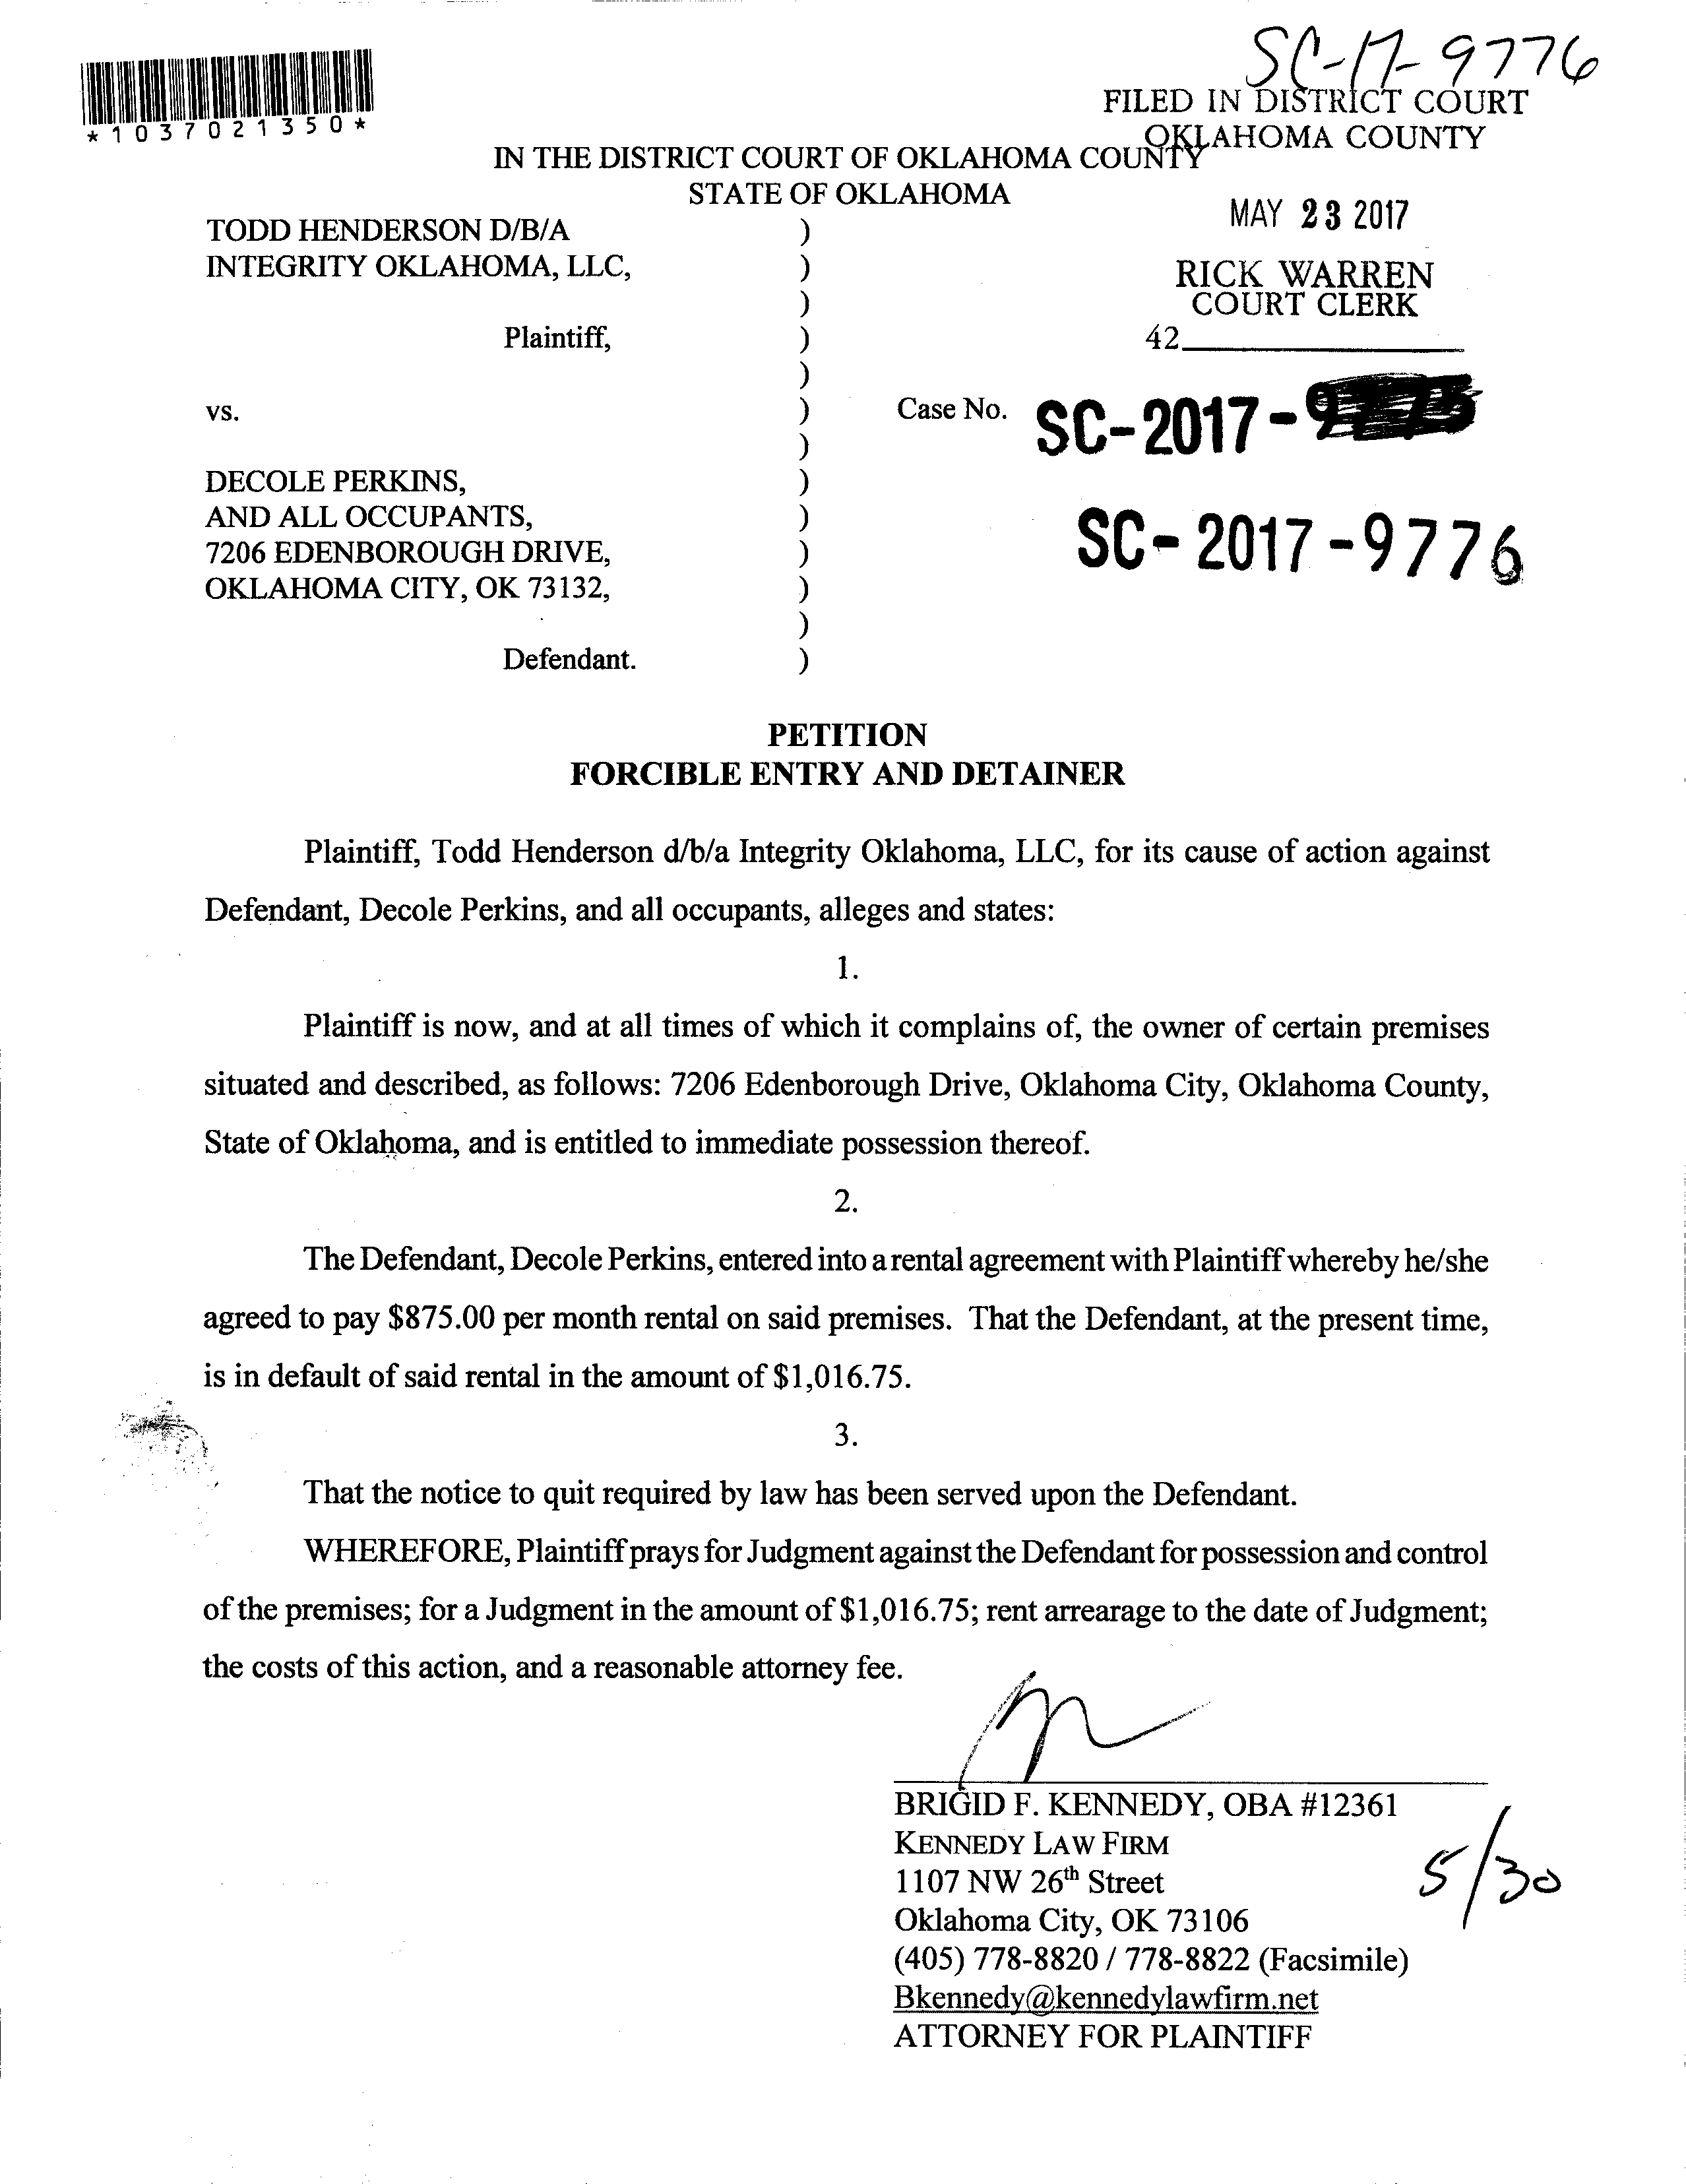 SC-17-9776
*1037021350*
FILED IN DISTRICT COURT
OKLAHOMA COUNTY
IN THE DISTRICT COURT OF OKLAHOMA COUNTY
STATE OF OKLAHOMA
MAY 23 2017
RICK WARREN
COURT CLERK
42
TODD HENDERSON D/B/A )
INTEGRITY OKLAHOMA, LLC, )
)
Plaintiff, )
)
vs. ) Case No. SC-2017-
)
DECOLE PERKINS, )
AND ALL OCCUPANTS, ) SC-2017-9776
7206 EDENBOROUGH DRIVE, )
OKLAHOMA CITY, OK 73132, )
)
Defendant. )
PETITION
FORCIBLE ENTRY AND DETAINER
Plaintiff, Todd Henderson d/b/a Integrity Oklahoma, LLC, for its cause of action against
Defendant, Decole Perkins, and all occupants, alleges and states:
1.
Plaintiff is now, and at all times of which it complains of, the owner of certain premises
situated and described, as follows: 7206 Edenborough Drive, Oklahoma City, Oklahoma County,
State of Oklahoma, and is entitled to immediate possession thereof.
2.
The Defendant, Decole Perkins, entered into a rental agreement with Plaintiff whereby he/she
agreed to pay $875.00 per month rental on said premises. That the Defendant, at the present time,
is in default of said rental in the amount of $1,016.75.
3.
That the notice to quit required by law has been served upon the Defendant.
WHEREFORE, Plaintiff prays for Judgment against the Defendant for possession and control
of the premises; for a Judgment in the amount of $1,016.75; rent arrearage to the date of Judgment;
the costs of this action, and a reasonable attorney fee.
BRIGID F. KENNEDY, OBA #12361
KENNEDY LAW FIRM
1107 NW 26th Street
Oklahoma City, OK 73106
(405) 778-8820 / 778-8822 (Facsimile)
Bkennedy@kennedylawfirm.net
ATTORNEY FOR PLAINTIFF
5/30